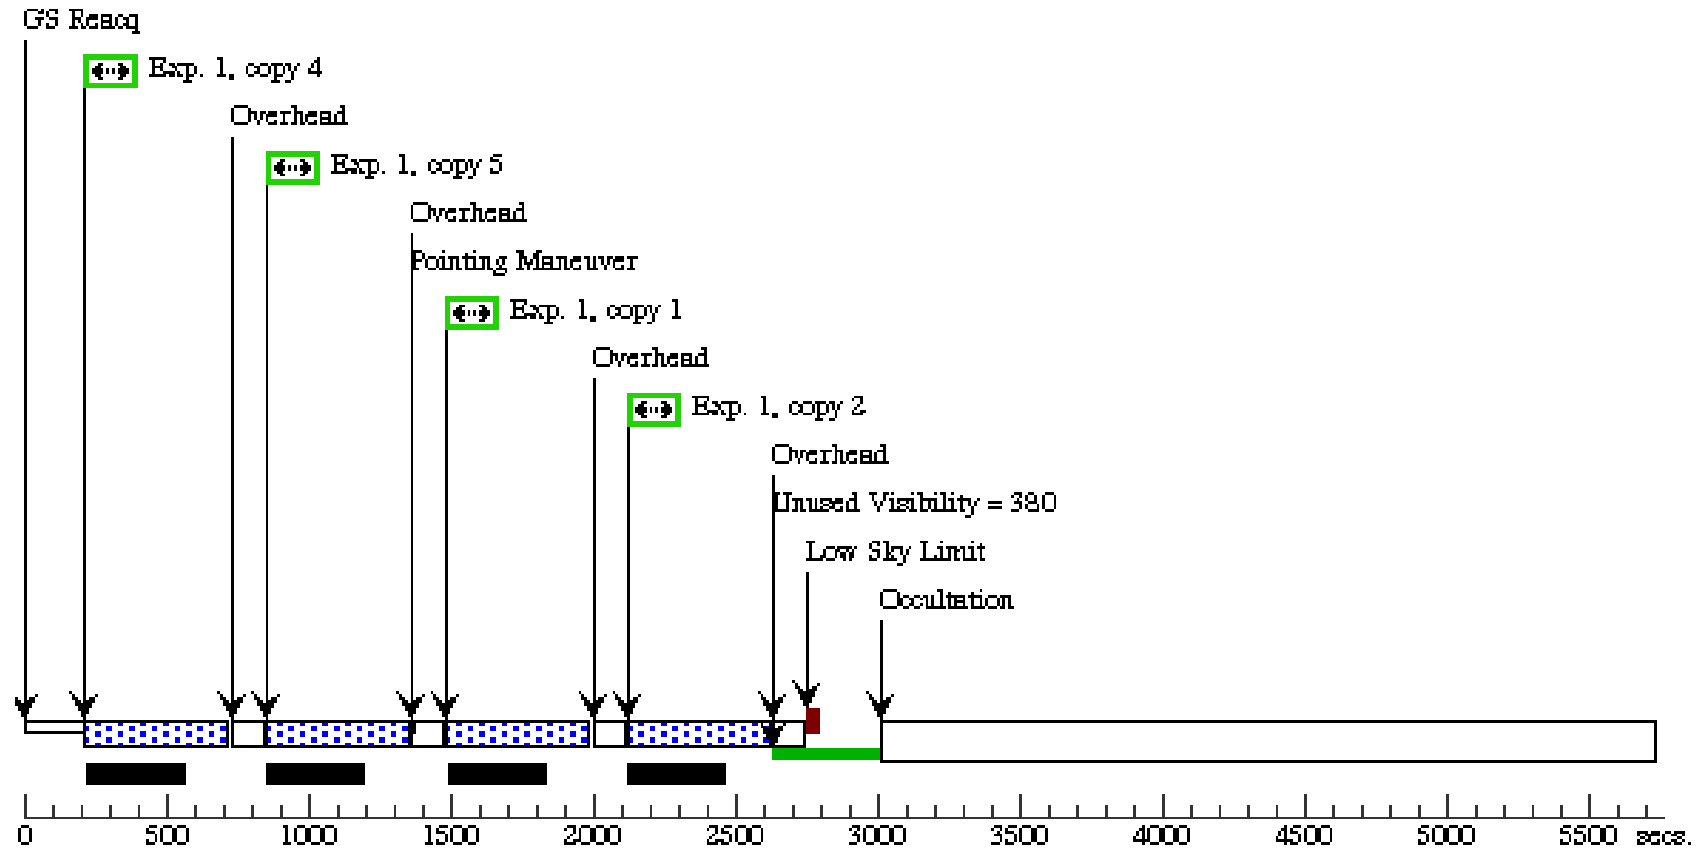 GS Reacq
Exp. 1, copy 4
Overhead
Exp. 1, copy 5
Overhead
Pointing Maneuver
Exp. 1, copy 1
Overhead
Exp. 1, copy 2
Overhead
Unused Visibility = 380
Low Sky Limit
Occultation
0 500 1000 1500 2000 2500 3000 3500 4000 4500 5000 5500 secs.